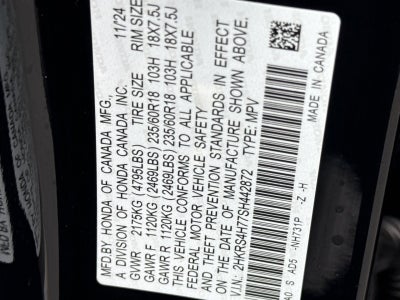 MFD.BY HONDA OF CANADA MFG., 11/24
A DIVISION OF HONDA CANADA INC.
GVWR 2175KG (4795LBS) TIRE SIZE RIM SIZE
GAWR F 1120KG (2469LBS) 235/60R18 103H 18X7.5J
GAWR R 1120KG (2469LBS) 235/60R18 103H 18X7.5J
THIS VEHICLE CONFORMS TO ALL APPLICABLE
FEDERAL MOTOR VEHICLE SAFETY
AND THEFT PREVENTION STANDARDS IN EFFECT
ON THE DATE OF MANUFACTURE SHOWN ABOVE.
V.I.N: 2HKRS4H77SH442872 TYPE: MPV
A0 S AD5 -NH731P -Z -H MADE IN CANADA